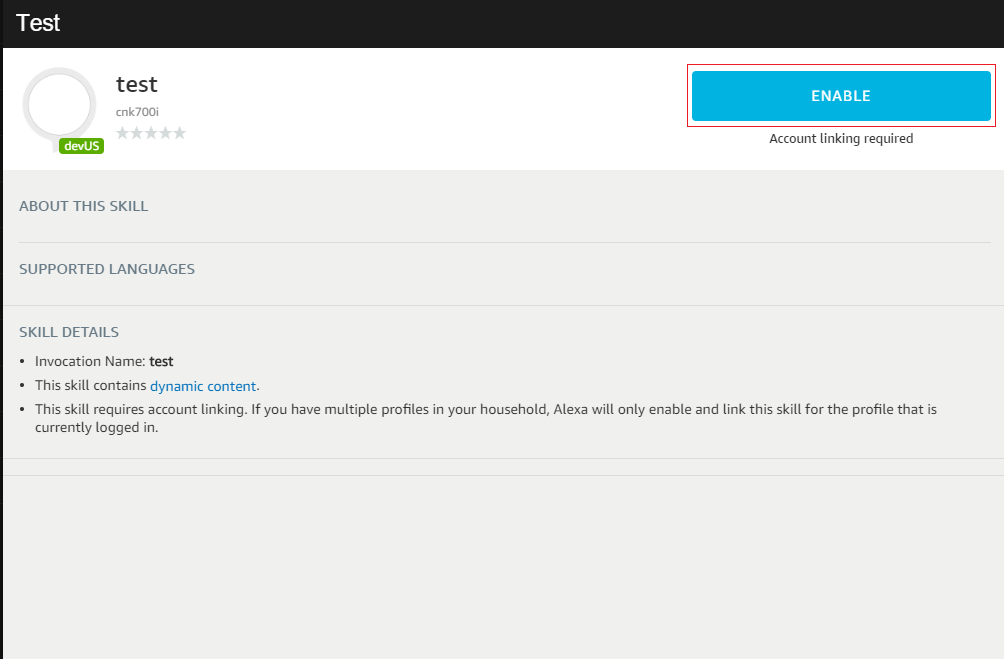 Test
test
cnk700i
devUS
ENABLE
Account linking required
ABOUT THIS SKILL
SUPPORTED LANGUAGES
SKILL DETAILS
• Invocation Name: test
• This skill contains dynamic content.
• This skill requires account linking. If you have multiple profiles in your household, Alexa will only enable and link this skill for the profile that is
currently logged in.